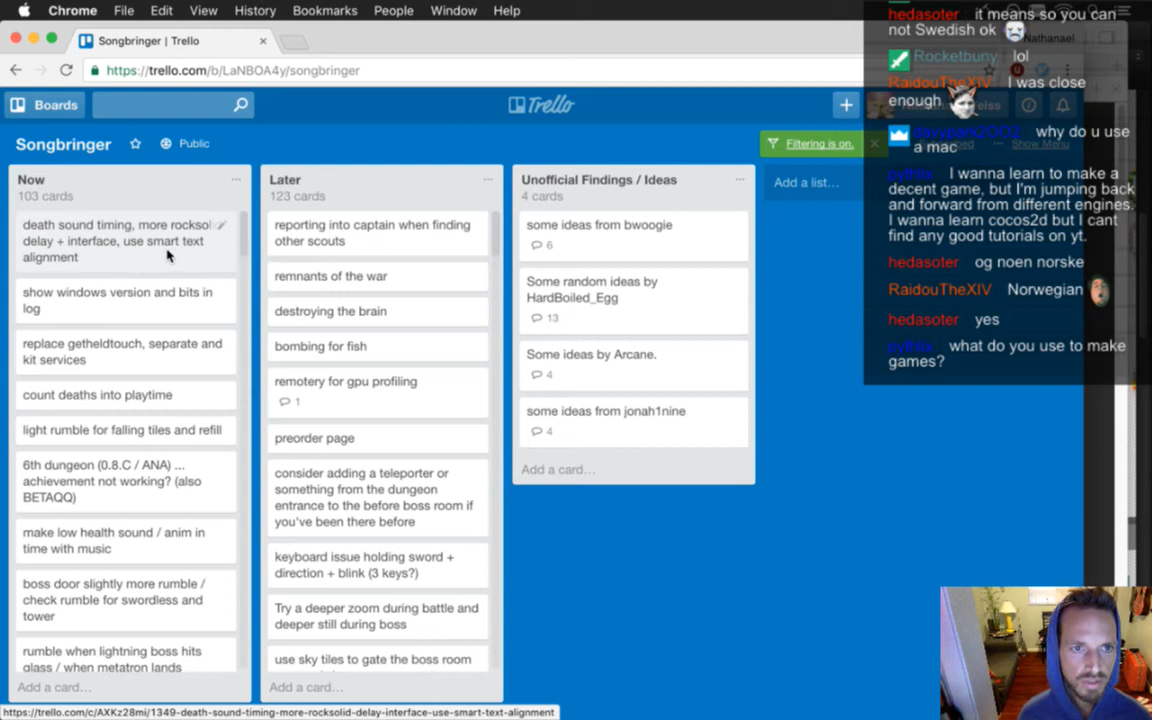 Chrome File Edit View History Bookmarks People Window Help
Songbringer | Trello
Nathanael
https://trello.com/b/LaNBOA4y/songbringer
Boards
Trello
Songbringer
Public
Filtering is on.
Show Menu
Now
103 cards
death sound timing, more rocksol
delay + interface, use smart text
alignment
show windows version and bits in
log
replace getheldtouch, separate and
kit services
count deaths into playtime
light rumble for falling tiles and refill
6th dungeon (0.8.C / ANA) ...
achievement not working? (also
BETAQQ)
make low health sound / anim in
time with music
boss door slightly more rumble /
check rumble for swordless and
tower
rumble when lightning boss hits
glass / when metatron lands
Add a card…
Later
123 cards
reporting into captain when finding
other scouts
remnants of the war
destroying the brain
bombing for fish
remotery for gpu profiling
1
preorder page
consider adding a teleporter or
something from the dungeon
entrance to the before boss room if
you've been there before
keyboard issue holding sword +
direction + blink (3 keys?)
Try a deeper zoom during battle and
deeper still during boss
use sky tiles to gate the boss room
Add a card…
Unofficial Findings / Ideas
4 cards
some ideas from bwoogie
6
Some random ideas by
HardBoiled_Egg
13
Some ideas by Arcane.
4
some ideas from jonah1nine
4
Add a card…
Add a list…
hedasoter it means so you can
not Swedish ok
Rocketbuny lol
RaidouTheXIV I was close
enough
davypark2002 why do u use
a mac
pythlix I wanna learn to make a
decent game, but I'm jumping back
and forward from different engines.
I wanna learn cocos2d but I cant
find any good tutorials on yt.
hedasoter og noen norske
RaidouTheXIV Norwegian
hedasoter yes
pythlix what do you use to make
games?
https://trello.com/c/AXKz28mi/1349-death-sound-timing-more-rocksolid-delay-interface-use-smart-text-alignment